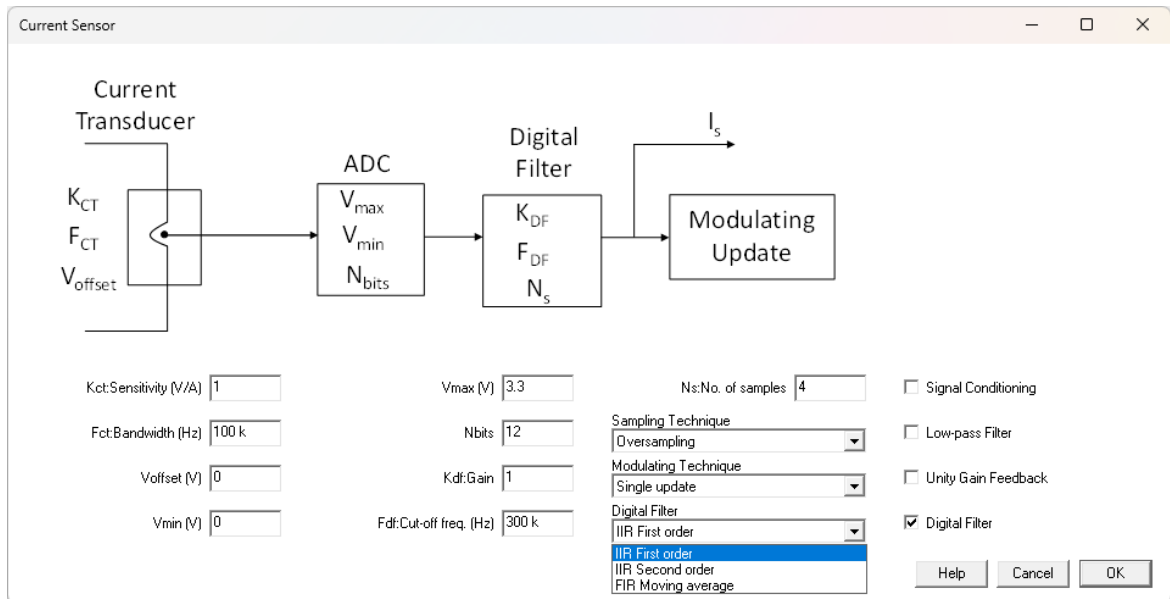 Current Sensor
Current
Transducer
K_CT
F_CT
V_offset
ADC
V_max
V_min
N_bits
Digital
Filter
K_DF
F_DF
N_s
I_s
Modulating
Update
Kct:Sensitivity (V/A) 1
Fct:Bandwidth (Hz) 100 k
Voffset (V) 0
Vmin (V) 0
Vmax (V) 3.3
Nbits 12
Kdf:Gain 1
Fdf:Cut-off freq. (Hz) 300 k
Ns:No. of samples 4
Sampling Technique
Oversampling
Modulating Technique
Single update
Digital Filter
IIR First order
IIR First order
IIR Second order
FIR Moving average
Signal Conditioning
Low-pass Filter
Unity Gain Feedback
Digital Filter
Help
Cancel
OK